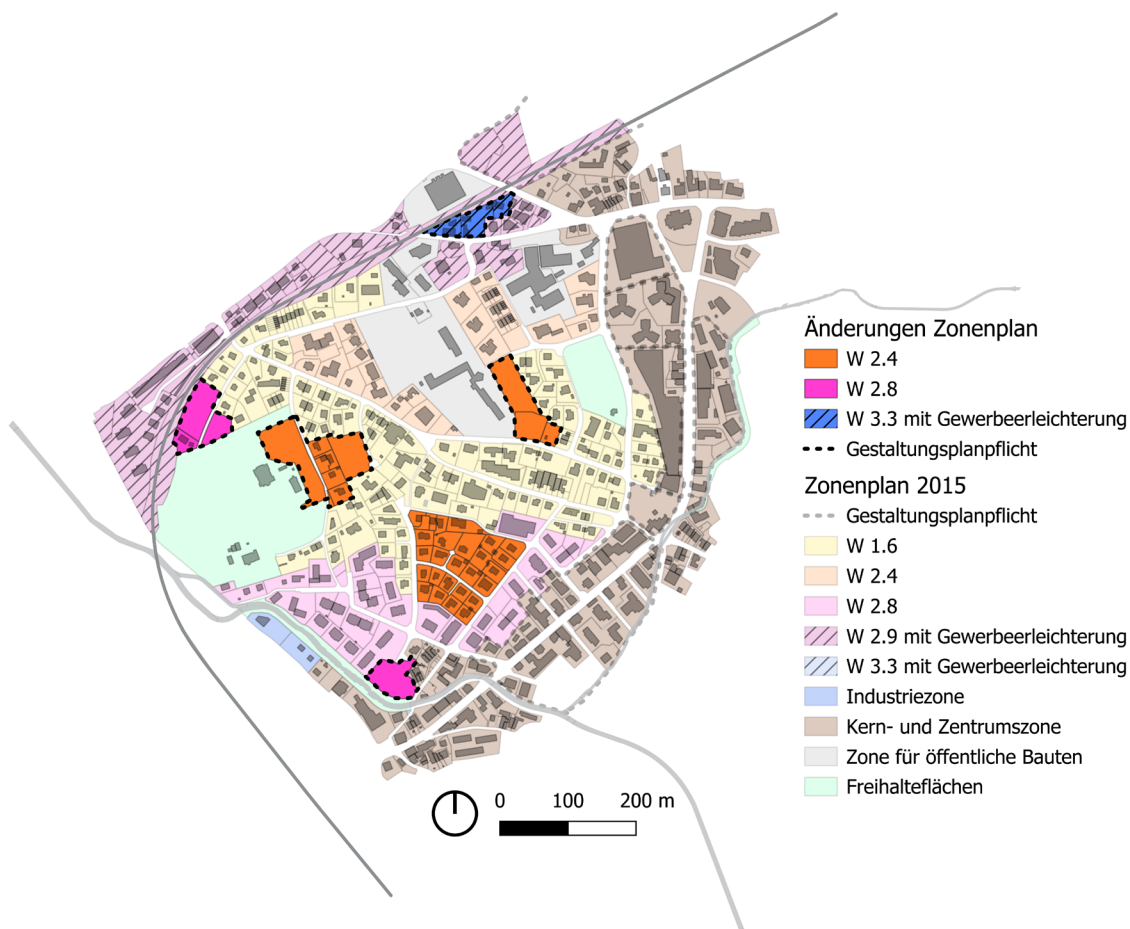 Änderungen Zonenplan
W 2.4
W 2.8
W 3.3 mit Gewerbeerleichterung
Gestaltungsplanpflicht
Zonenplan 2015
Gestaltungsplanpflicht
W 1.6
W 2.4
W 2.8
W 2.9 mit Gewerbeerleichterung
W 3.3 mit Gewerbeerleichterung
Industriezone
Kern- und Zentrumszone
Zone für öffentliche Bauten
Freihalteflächen
0 100 200 m